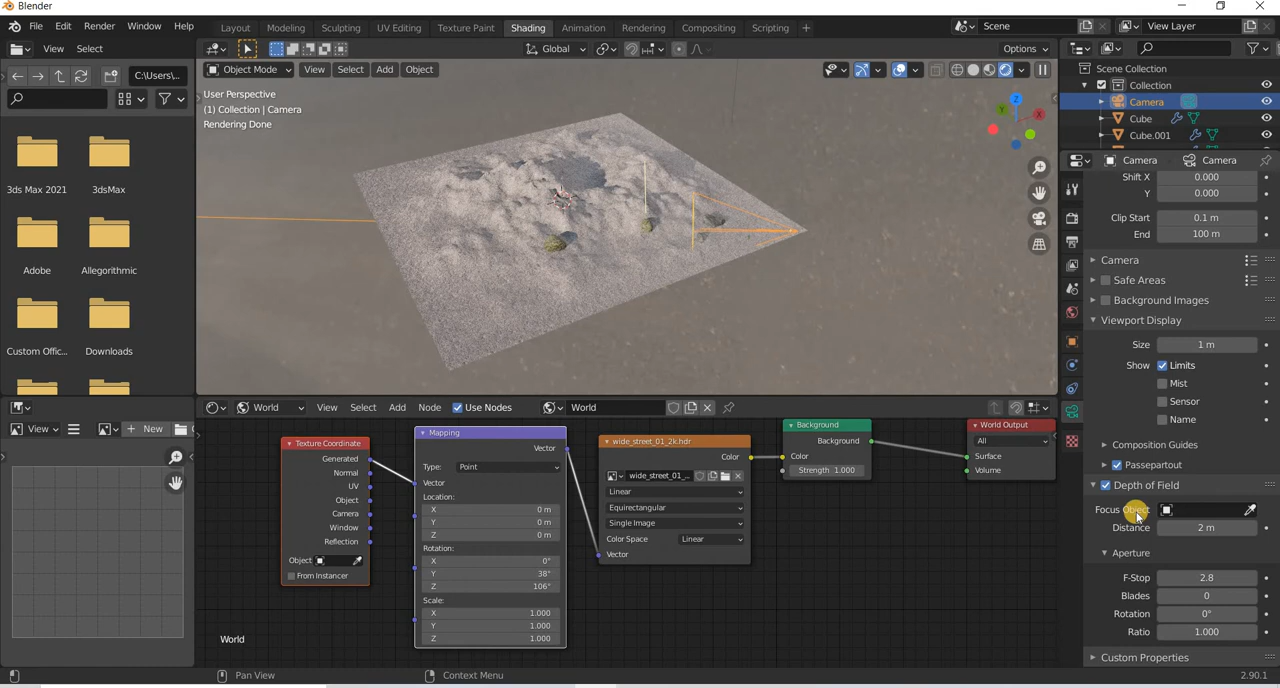 Blender
File Edit Render Window Help Layout Modeling Sculpting UV Editing Texture Paint Shading Animation Rendering Compositing Scripting + Scene View Layer
View Select Global Options
C:\Users\...
Object Mode View Select Add Object
User Perspective
(1) Collection | Camera
Rendering Done
Z
Y
X
3ds Max 2021 3dsMax
Adobe Allegorithmic
Custom Offic... Downloads
Scene Collection
Collection
Camera
Cube
Cube.001
Camera Camera
Shift X 0.000
Y 0.000
Clip Start 0.1 m
End 100 m
Camera
Safe Areas
Background Images
Viewport Display
Size 1 m
Show Limits
Mist
Sensor
Name
Composition Guides
Passepartout
Depth of Field
Focus Object
Distance 2 m
Aperture
F-Stop 2.8
Blades 0
Rotation 0°
Ratio 1.000
Custom Properties
View + New
World View Select Add Node Use Nodes World
Texture Coordinate
Generated
Normal
UV
Object
Camera
Window
Reflection
Object
From Instancer
Mapping
Vector
Type: Point
Vector
Location:
X 0 m
Y 0 m
Z 0 m
Rotation:
X 0°
Y 38°
Z 106°
Scale:
X 1.000
Y 1.000
Z 1.000
wide_street_01_2k.hdr
Color
wide_street_01_...
Linear
Equirectangular
Single Image
Color Space Linear
Vector
Background
Background
Color
Strength 1.000
World Output
All
Surface
Volume
World
Pan View Context Menu 2.90.1